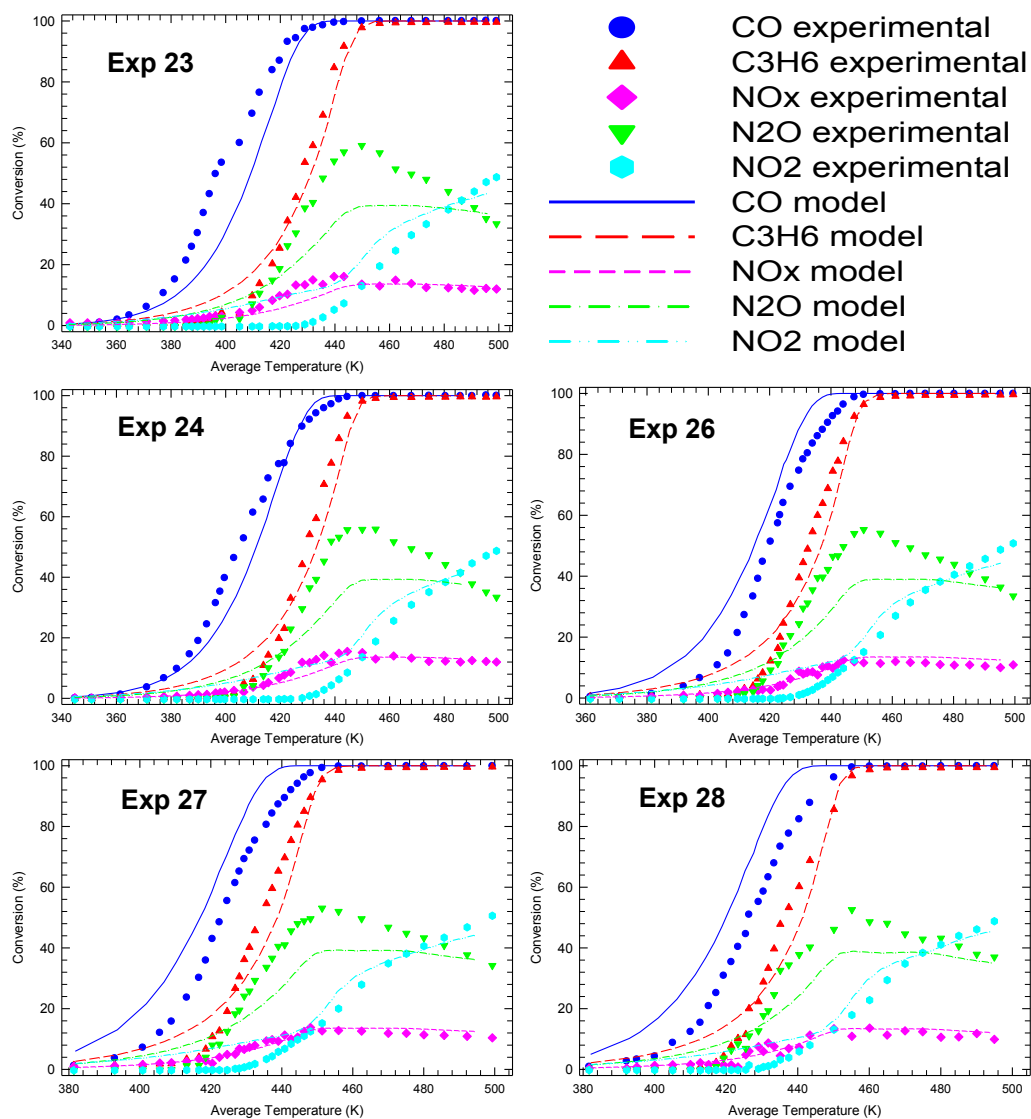 Exp 23
Conversion (%)
100
80
60
40
20
0
340 360 380 400 420 440 460 480 500
Average Temperature (K)
CO experimental
C3H6 experimental
NOx experimental
N2O experimental
NO2 experimental
CO model
C3H6 model
NOx model
N2O model
NO2 model
Exp 24
Conversion (%)
100
80
60
40
20
0
340 360 380 400 420 440 460 480 500
Average Temperature (K)
Exp 26
Conversion (%)
100
80
60
40
20
0
360 380 400 420 440 460 480 500
Average Temperature (K)
Exp 27
Conversion (%)
100
80
60
40
20
0
380 400 420 440 460 480 500
Average Temperature (K)
Exp 28
Conversion (%)
100
80
60
40
20
0
380 400 420 440 460 480 500
Average Temperature (K)